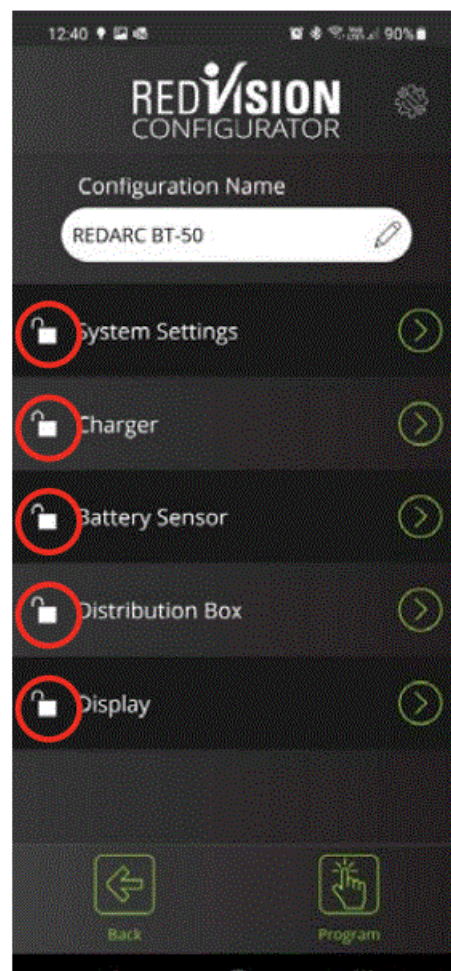 12:40
90%
REDVISION
CONFIGURATOR
Configuration Name
REDARC BT-50
System Settings
Charger
Battery Sensor
Distribution Box
Display
Back
Program